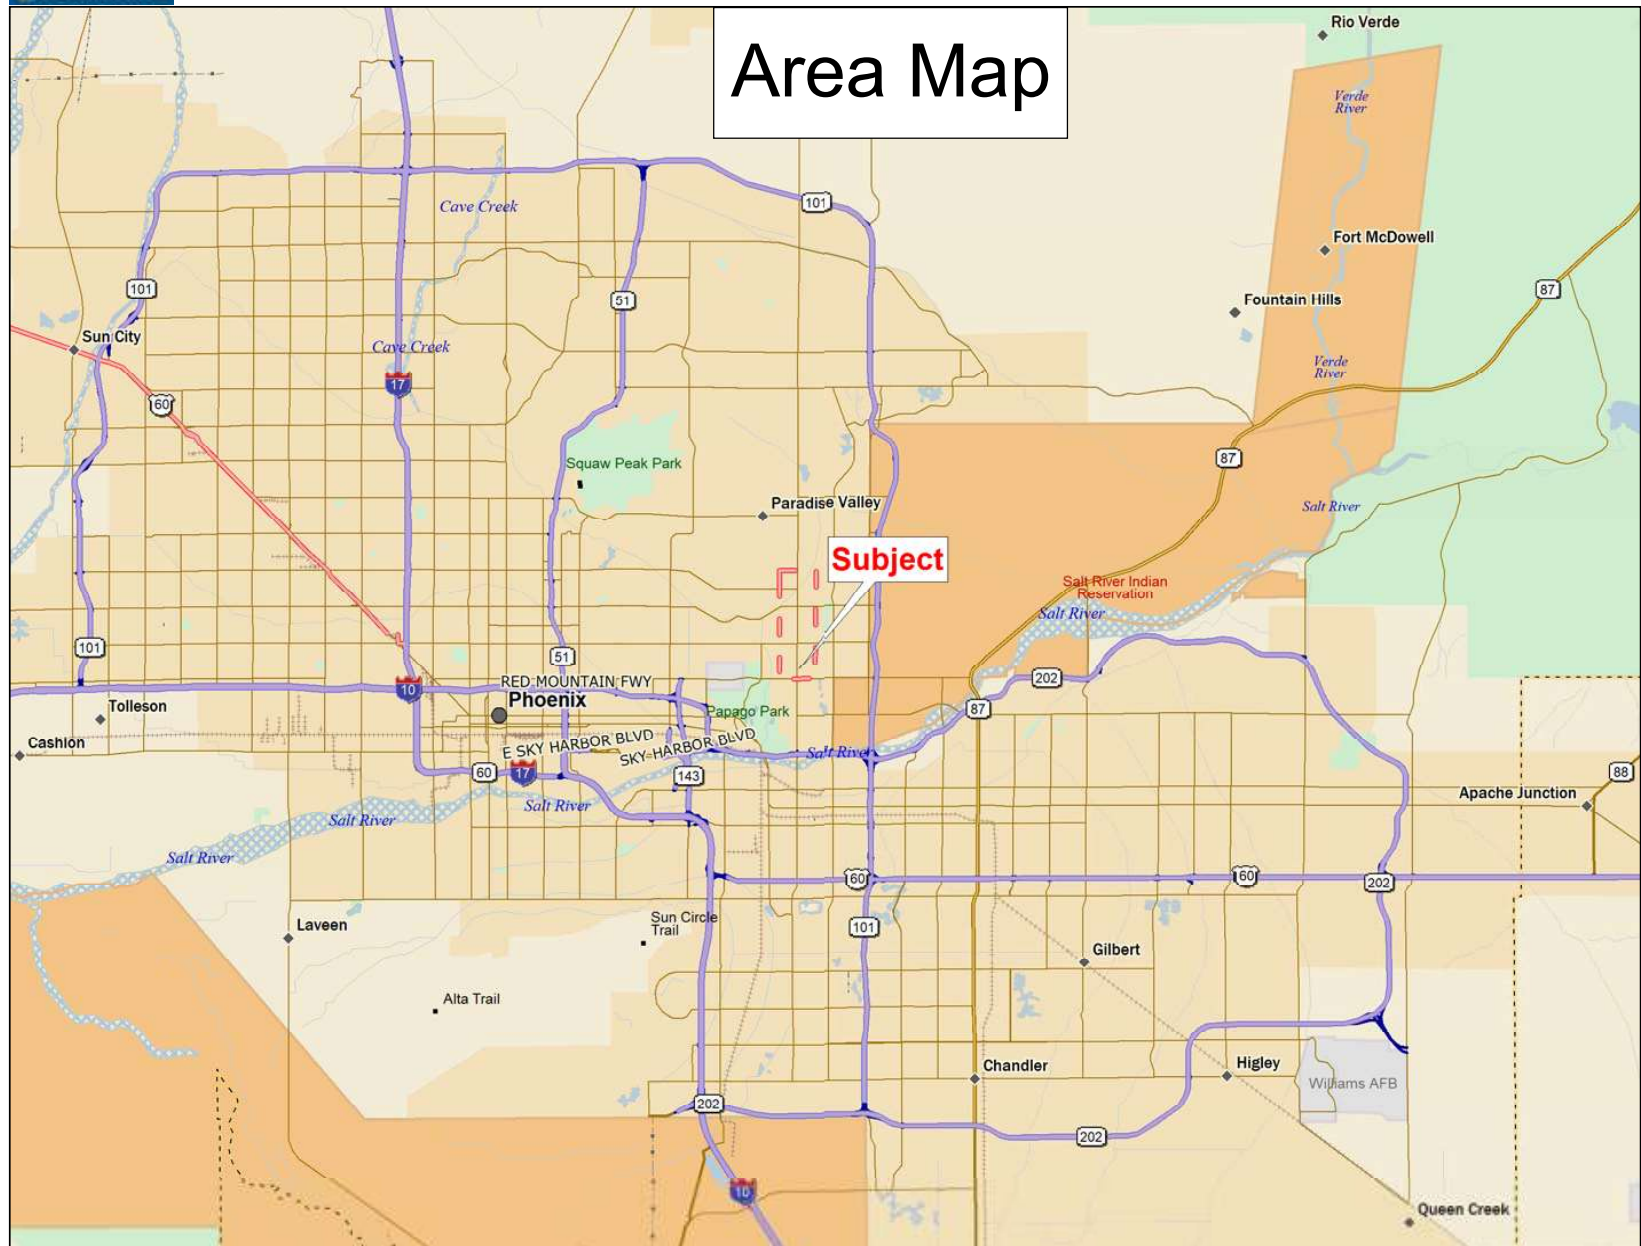 Area Map
Rio Verde
Verde
River
101
Cave Creek
Fort McDowell
101
51
87
Fountain Hills
Sun City
Cave Creek
Verde
River
17
60
87
Squaw Peak Park
Paradise Valley
Salt River
Subject
Salt River Indian
Reservation
Salt River
101
51
202
RED MOUNTAIN FWY
10
Phoenix
Tolleson
Papago Park
87
Cashion
E SKY HARBOR BLVD
SKY HARBOR BLVD
Salt River
60
17
143
88
Apache Junction
Salt River
Salt River
Salt River
60
60
202
Laveen
Sun Circle
Trail
101
Gilbert
Alta Trail
Chandler
Higley
Williams AFB
202
202
10
Queen Creek